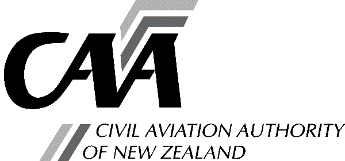 CAA
CIVIL AVIATION AUTHORITY
OF NEW ZEALAND